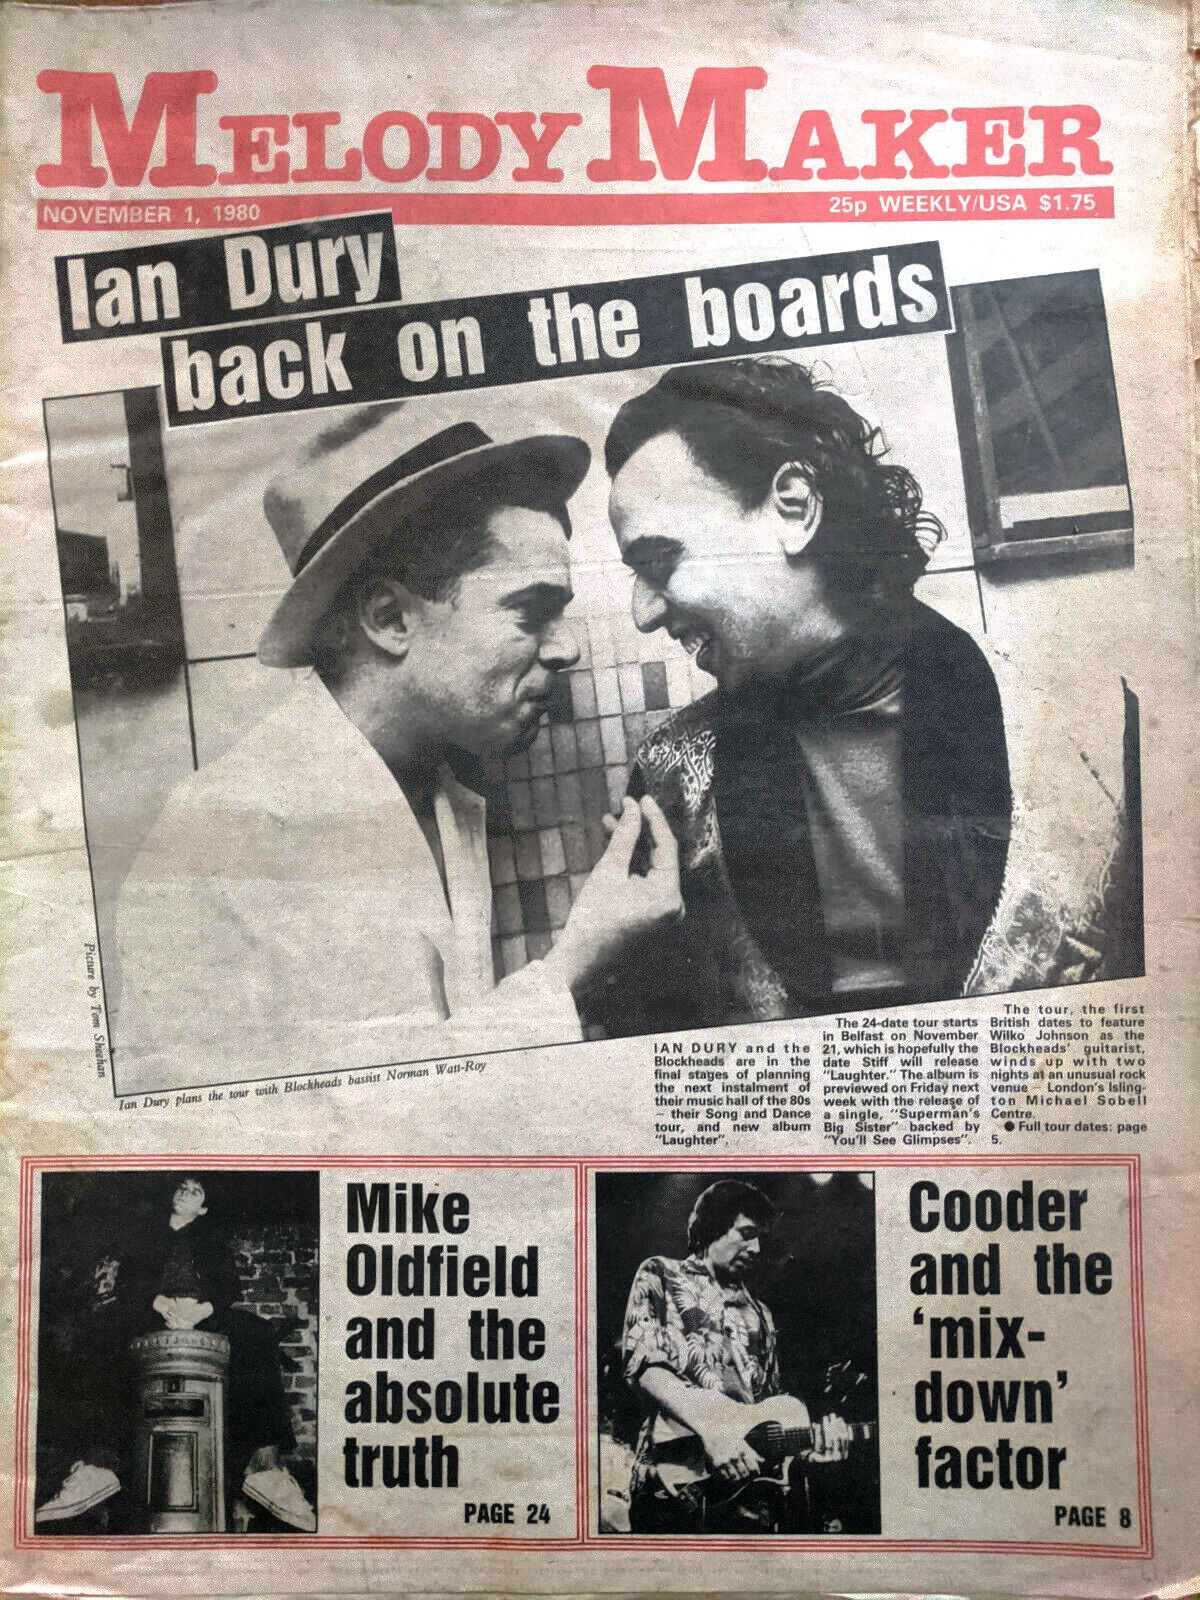 MELODY MAKER
NOVEMBER 1, 1980
25p WEEKLY/USA $1.75
Ian Dury
back on the boards
Picture by Tom Sheehan
Ian Dury plans the tour with Blockheads bassist Norman Watt-Roy
IAN DURY and the
Blockheads are in the
final stages of planning
the next instalment of
their music hall of the 80s
— their Song and Dance
tour, and new album
"Laughter".
The 24-date tour starts
in Belfast on November
21, which is hopefully the
date Stiff will release
"Laughter." The album is
previewed on Friday next
week with the release of
a single, "Superman's
Big Sister" backed by
"You'll See Glimpses".
The tour, the first
British dates to feature
Wilko Johnson as the
Blockheads' guitarist,
winds up with two
nights at an unusual rock
venue — London's Isling-
ton Michael Sobell
Centre.
● Full tour dates: page
5.
Mike
Oldfield
and the
absolute
truth
PAGE 24
Cooder
and the
'mix-
down'
factor
PAGE 8